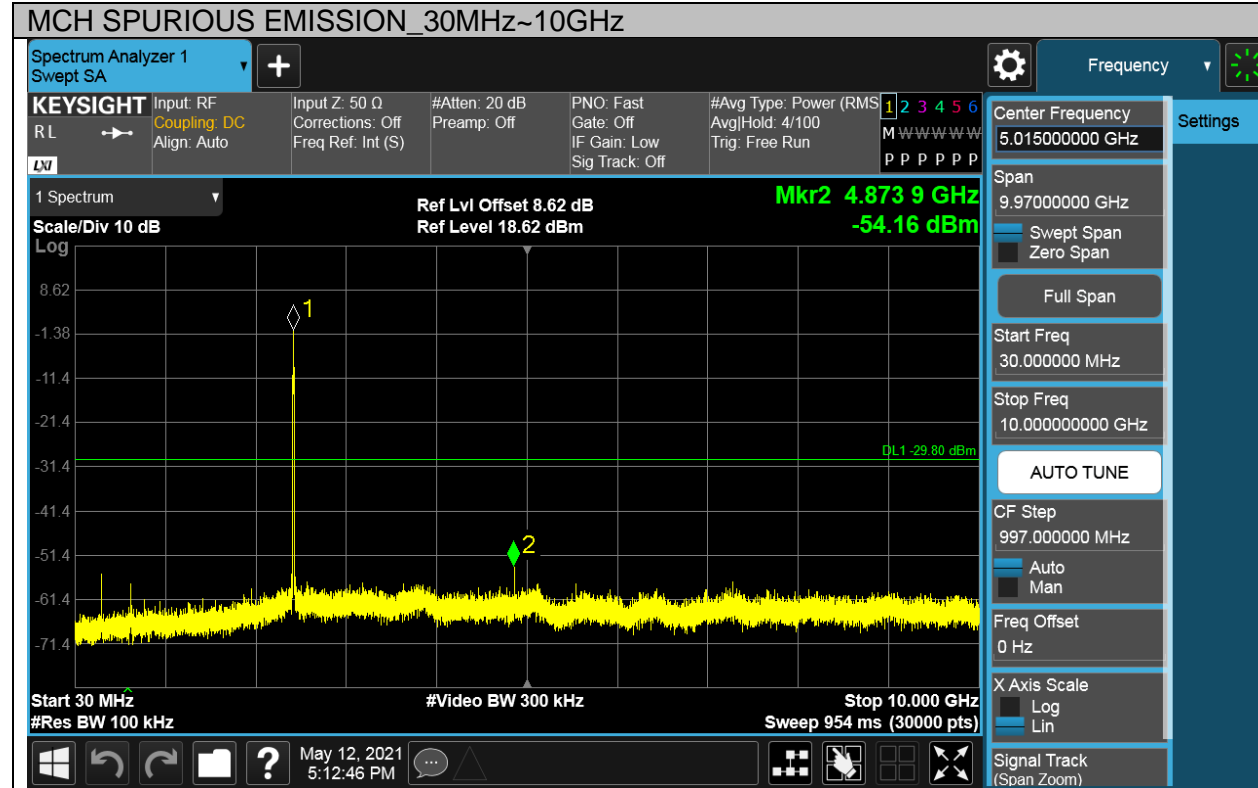 MCH SPURIOUS EMISSION_30MHz~10GHz
Spectrum Analyzer 1
Swept SA
Frequency
KEYSIGHT
RL
LXI
Input: RF
Coupling: DC
Align: Auto
Input Z: 50 Ω
Corrections: Off
Freq Ref: Int (S)
#Atten: 20 dB
Preamp: Off
PNO: Fast
Gate: Off
IF Gain: Low
Sig Track: Off
#Avg Type: Power (RMS
Avg|Hold: 4/100
Trig: Free Run
1 2 3 4 5 6
M W W W W W
P P P P P P
1 Spectrum
Scale/Div 10 dB
Ref Lvl Offset 8.62 dB
Ref Level 18.62 dBm
Mkr2 4.873 9 GHz
-54.16 dBm
Log
8.62
-1.38
-11.4
-21.4
-31.4
-41.4
-51.4
-61.4
-71.4
1
2
DL1 -29.80 dBm
Start 30 MHz
#Res BW 100 kHz
#Video BW 300 kHz
Stop 10.000 GHz
Sweep 954 ms (30000 pts)
?
May 12, 2021
5:12:46 PM
Center Frequency
5.015000000 GHz
Span
9.97000000 GHz
Swept Span
Zero Span
Full Span
Start Freq
30.000000 MHz
Stop Freq
10.000000000 GHz
AUTO TUNE
CF Step
997.000000 MHz
Auto
Man
Freq Offset
0 Hz
X Axis Scale
Log
Lin
Signal Track
(Span Zoom)
Settings